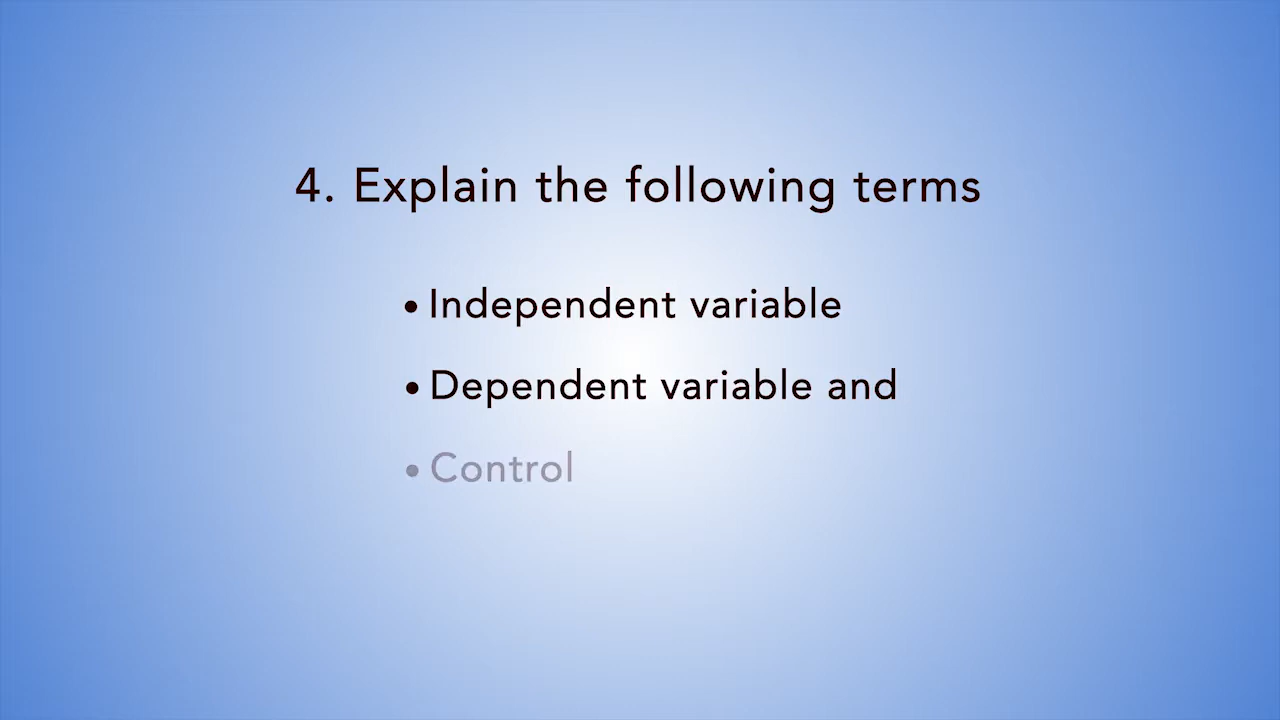 4. Explain the following terms
• Independent variable
• Dependent variable and
• Control